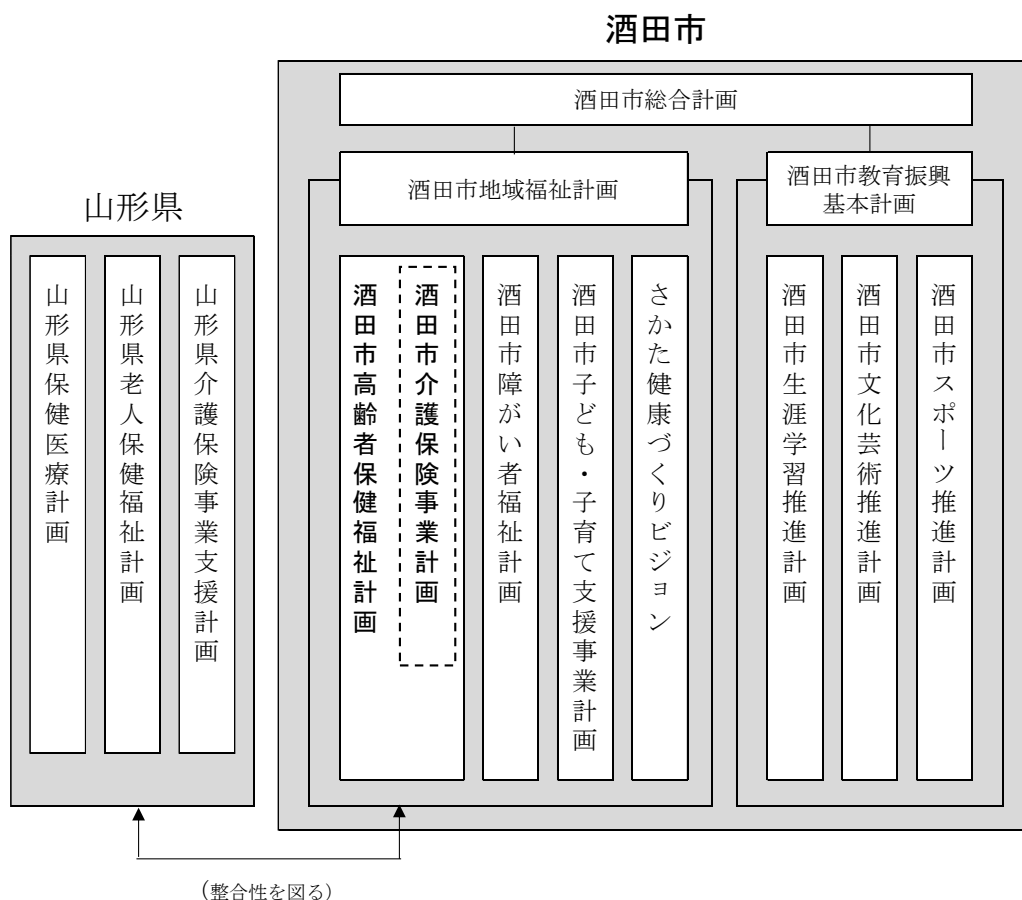 酒田市
酒田市総合計画
酒田市地域福祉計画
酒田市教育振興
基本計画
山形県
山形県保健医療計画
山形県老人保健福祉計画
山形県介護保険事業支援計画
酒田市高齢者保健福祉計画
酒田市介護保険事業計画
酒田市障がい者福祉計画
酒田市子ども・子育て支援事業計画
さかた健康づくりビジョン
酒田市生涯学習推進計画
酒田市文化芸術推進計画
酒田市スポーツ推進計画
(整合性を図る)